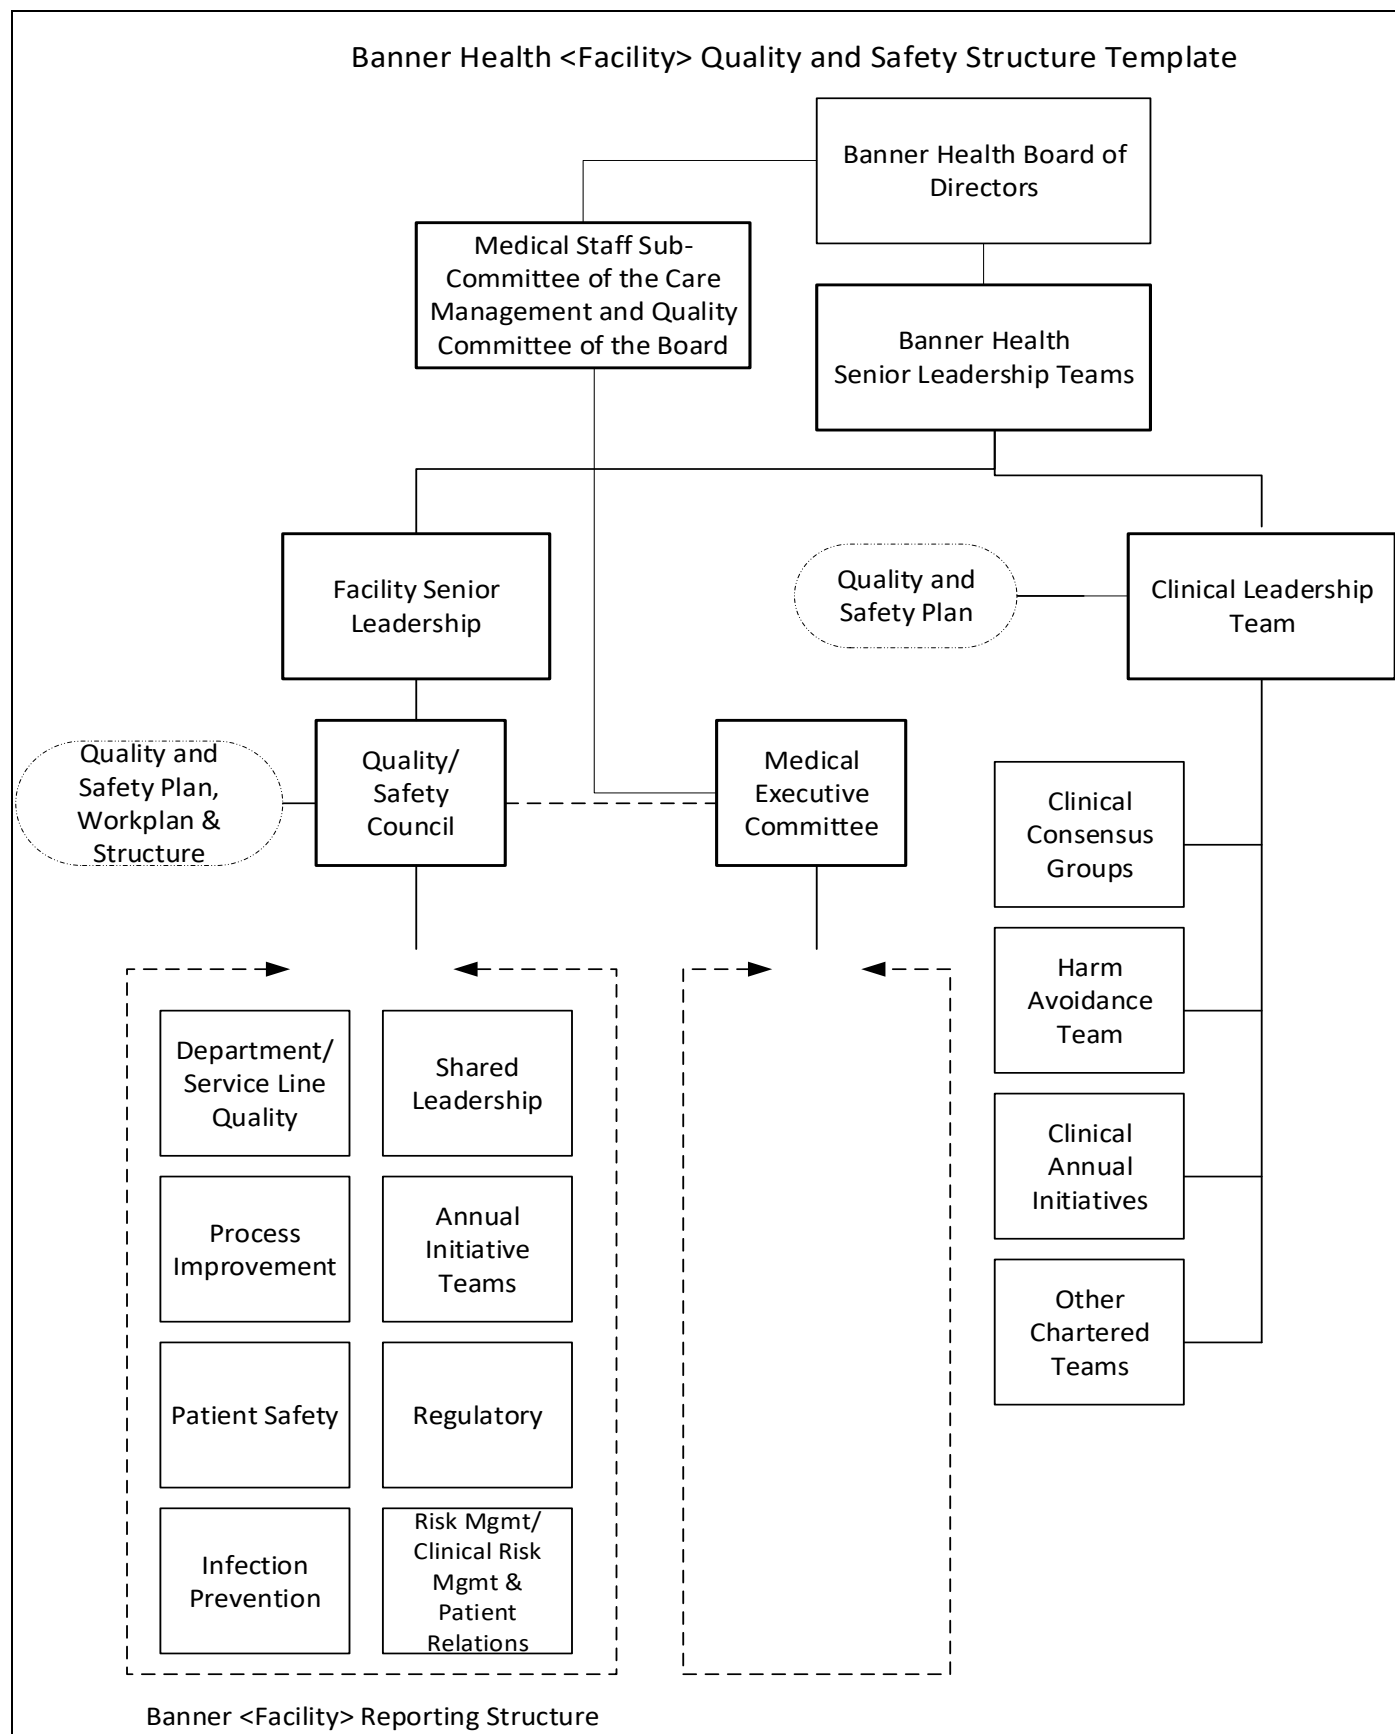 Banner Health <Facility> Quality and Safety Structure Template
Banner Health Board of
Directors
Medical Staff Sub-
Committee of the Care
Management and Quality
Committee of the Board
Banner Health
Senior Leadership Teams
Facility Senior
Leadership
Quality and
Safety Plan
Clinical Leadership
Team
Quality and
Safety Plan,
Workplan &
Structure
Quality/
Safety
Council
Medical
Executive
Committee
Clinical
Consensus
Groups
Harm
Avoidance
Team
Clinical
Annual
Initiatives
Other
Chartered
Teams
Department/
Service Line
Quality
Shared
Leadership
Process
Improvement
Annual
Initiative
Teams
Patient Safety
Regulatory
Infection
Prevention
Risk Mgmt/
Clinical Risk
Mgmt &
Patient
Relations
Banner <Facility> Reporting Structure